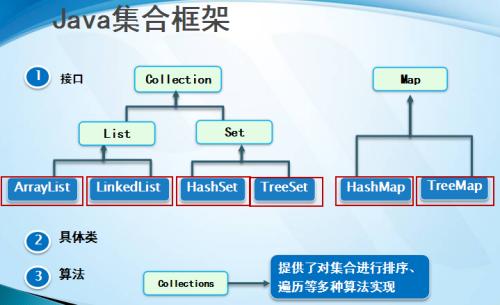 Java集合框架
1 接口
Collection
Map
List
Set
ArrayList
LinkedList
HashSet
TreeSet
HashMap
TreeMap
2 具体类
3 算法
Collections
提供了对集合进行排序、
遍历等多种算法实现